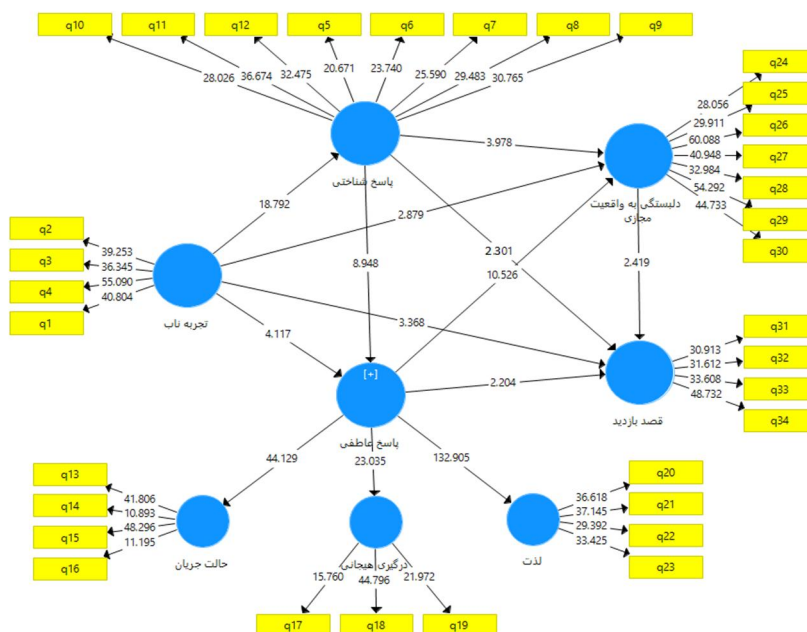 q10
q11
q12
q5
q6
q7
q8
q9
28.026
36.674
32.475
20.671
23.740
25.590
29.483
30.765
پاسخ شناختی
q24
q25
q26
q27
q28
q29
q30
28.056
29.911
60.088
40.948
32.984
54.292
44.733
دلبستگی به واقعیت
مجازی
3.978
18.792
2.879
8.948
2.301
10.526
2.419
q2
q3
q4
q1
39.253
36.345
55.090
40.804
تجربه ناب
4.117
3.368
2.204
[+]
پاسخ عاطفی
قصد بازدید
30.913
31.612
33.608
48.732
q31
q32
q33
q34
44.129
23.035
132.905
q13
q14
q15
q16
41.806
10.893
48.296
11.195
حالت جریان
درگیری هیجانی
لذت
36.618
37.145
29.392
33.425
q20
q21
q22
q23
15.760
44.796
21.972
q17
q18
q19